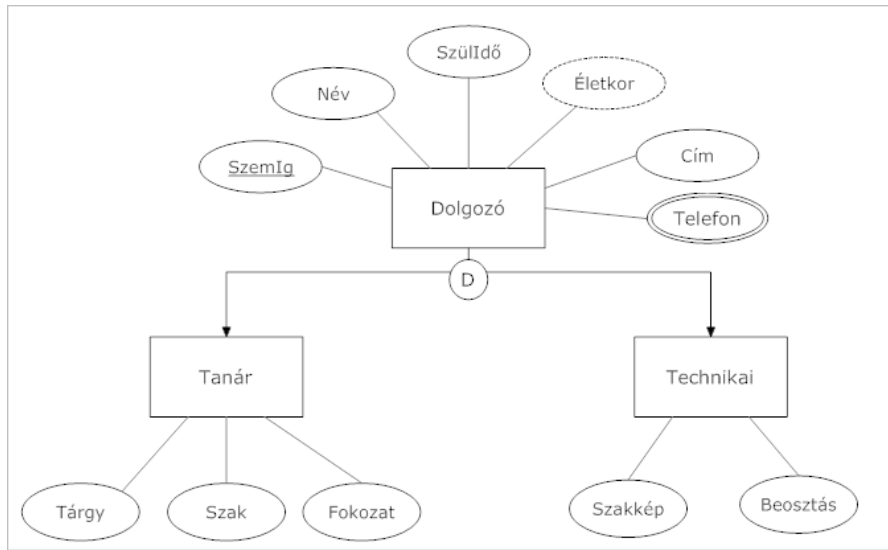 SzülIdő
Életkor
Név
Cím
SzemIg
Dolgozó
Telefon
D
Tanár
Technikai
Tárgy
Szak
Fokozat
Szakkép
Beosztás